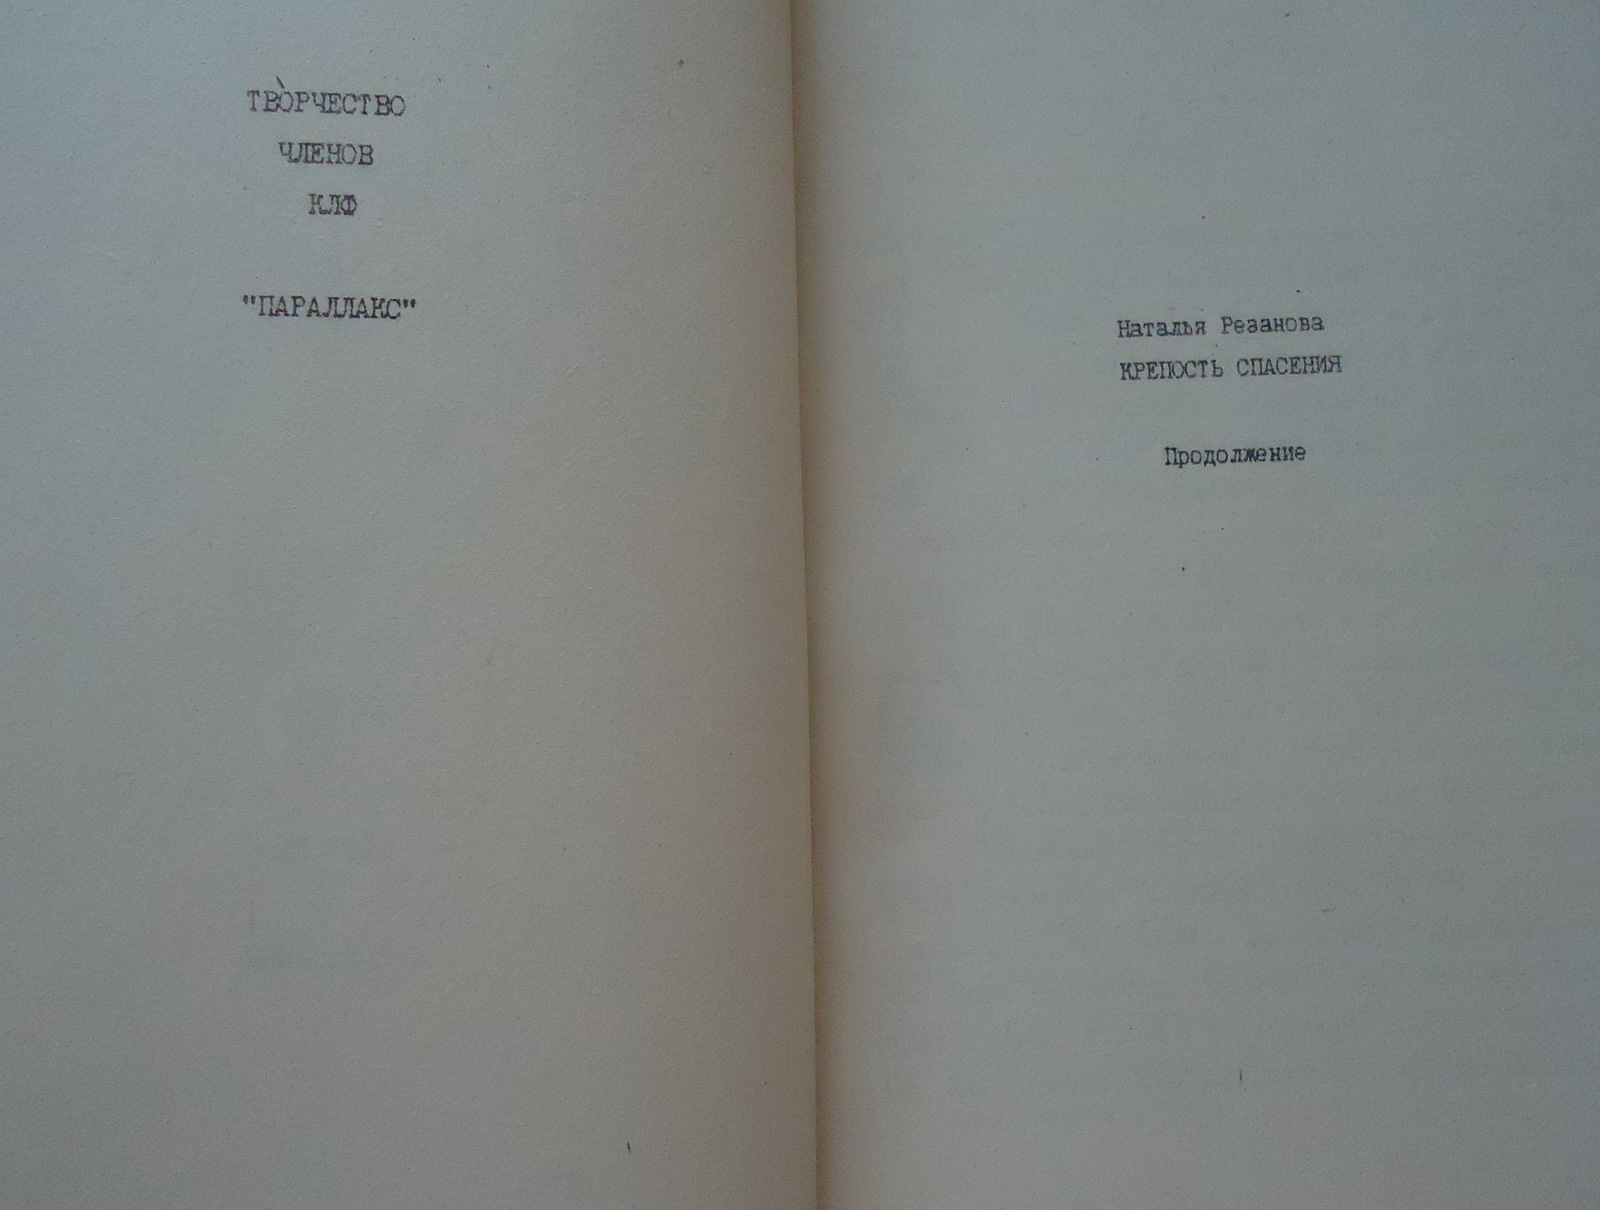 ТВОРЧЕСТВО
ЧЛЕНОВ
КЛФ
"ПАРАЛЛАКС"
Наталья Резанова
КРЕПОСТЬ СПАСЕНИЯ
Продолжение